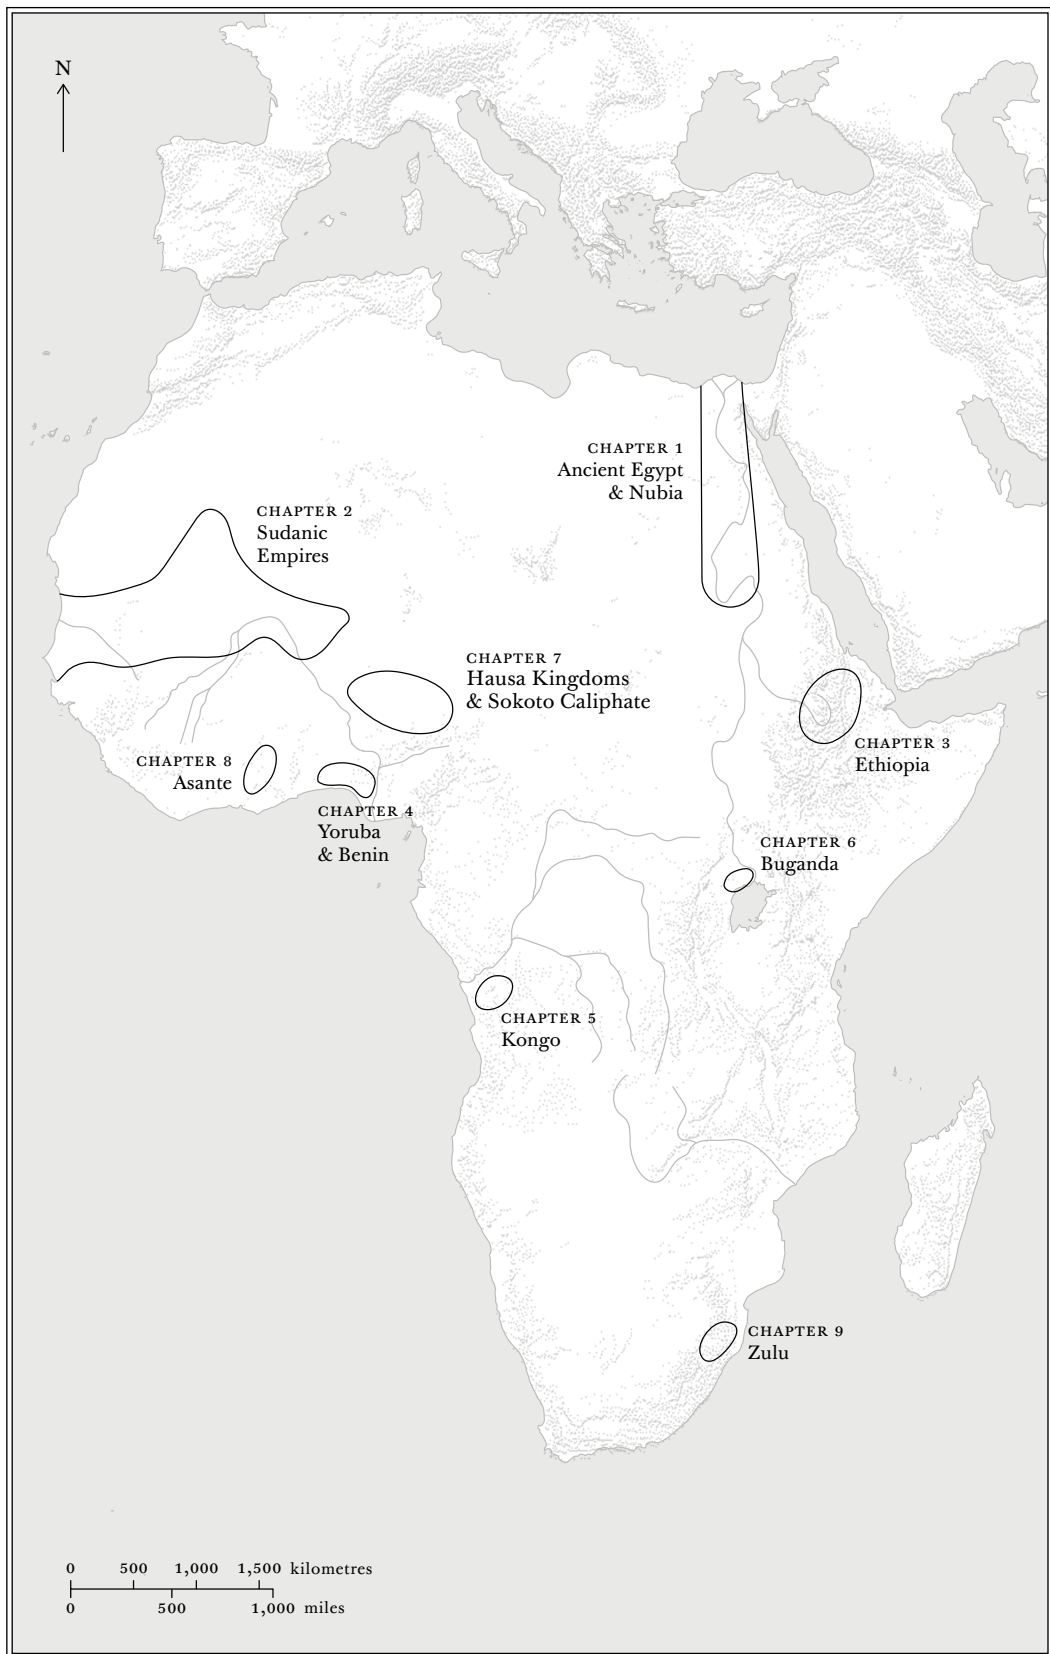 N
CHAPTER 1
Ancient Egypt
& Nubia
CHAPTER 2
Sudanic
Empires
CHAPTER 7
Hausa Kingdoms
& Sokoto Caliphate
CHAPTER 3
Ethiopia
CHAPTER 8
Asante
CHAPTER 4
Yoruba
& Benin
CHAPTER 6
Buganda
CHAPTER 5
Kongo
CHAPTER 9
Zulu
0 500 1,000 1,500 kilometres
0 500 1,000 miles